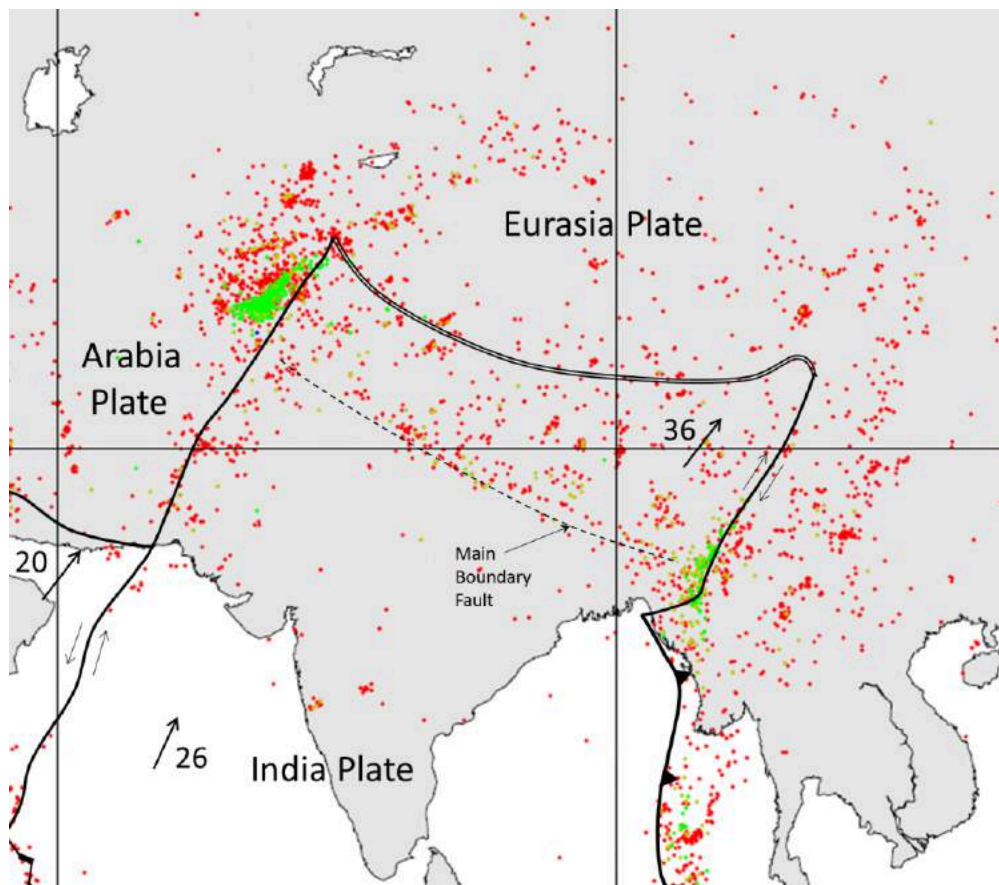 Eurasia Plate
Arabia
Plate
36
Main
Boundary
Fault
20
26
India Plate